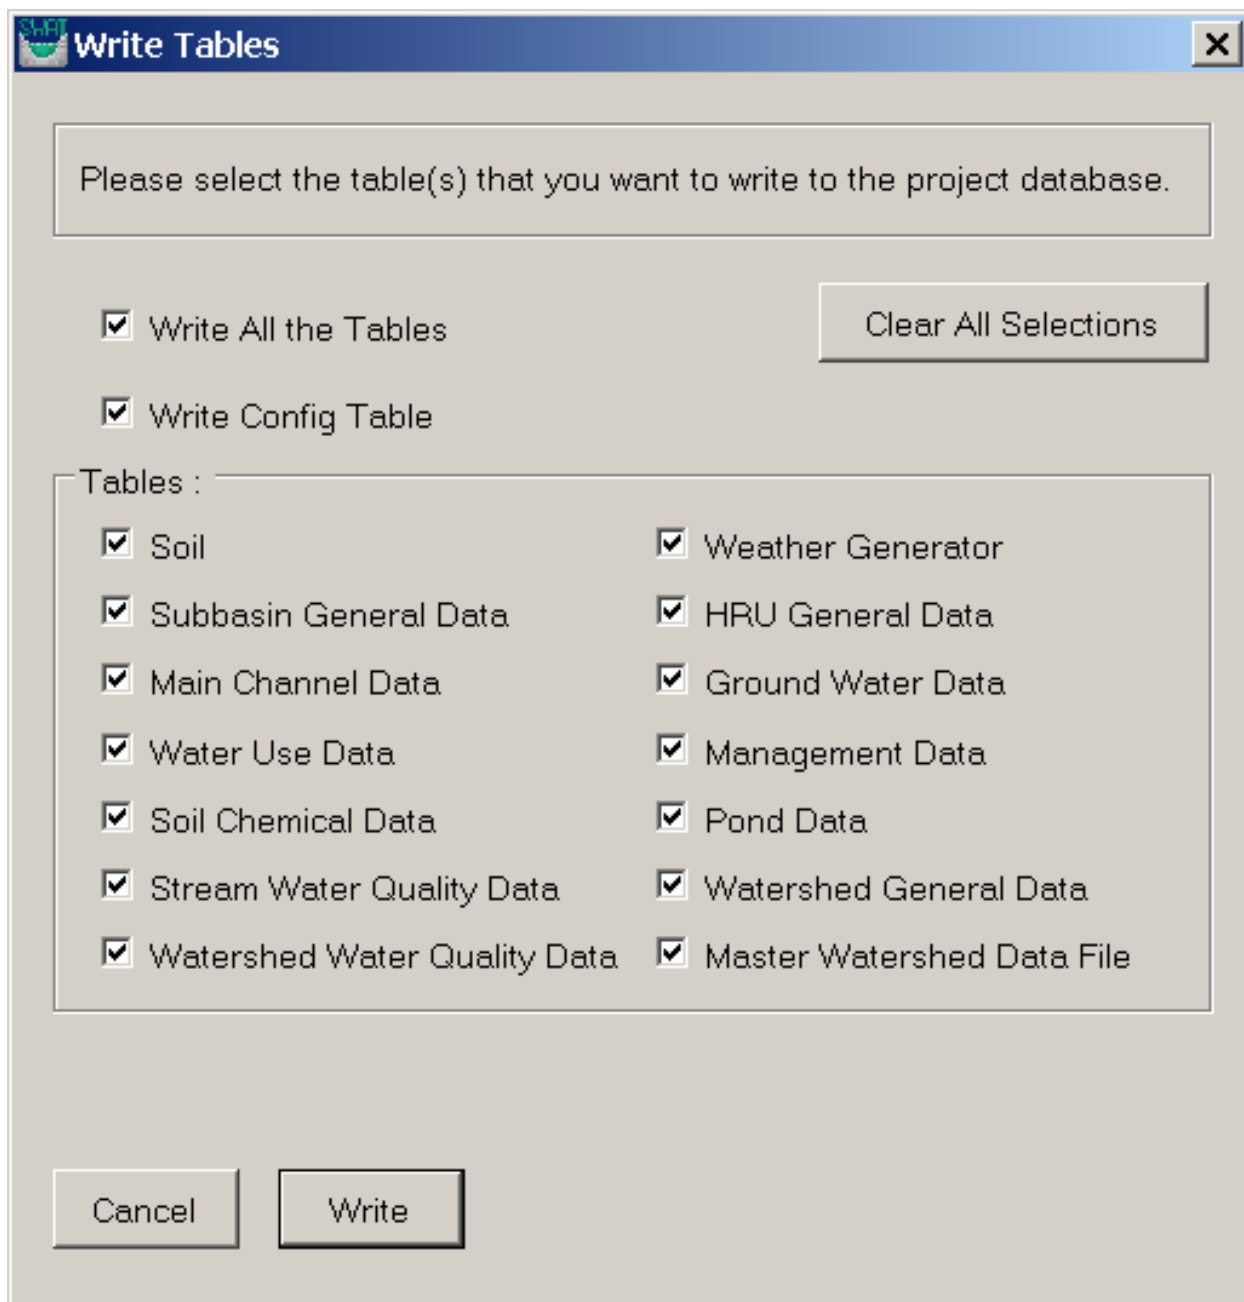 SWAT
Write Tables
Please select the table(s) that you want to write to the project database.
Write All the Tables
Clear All Selections
Write Config Table
Tables :
Soil
Weather Generator
Subbasin General Data
HRU General Data
Main Channel Data
Ground Water Data
Water Use Data
Management Data
Soil Chemical Data
Pond Data
Stream Water Quality Data
Watershed General Data
Watershed Water Quality Data
Master Watershed Data File
Cancel
Write